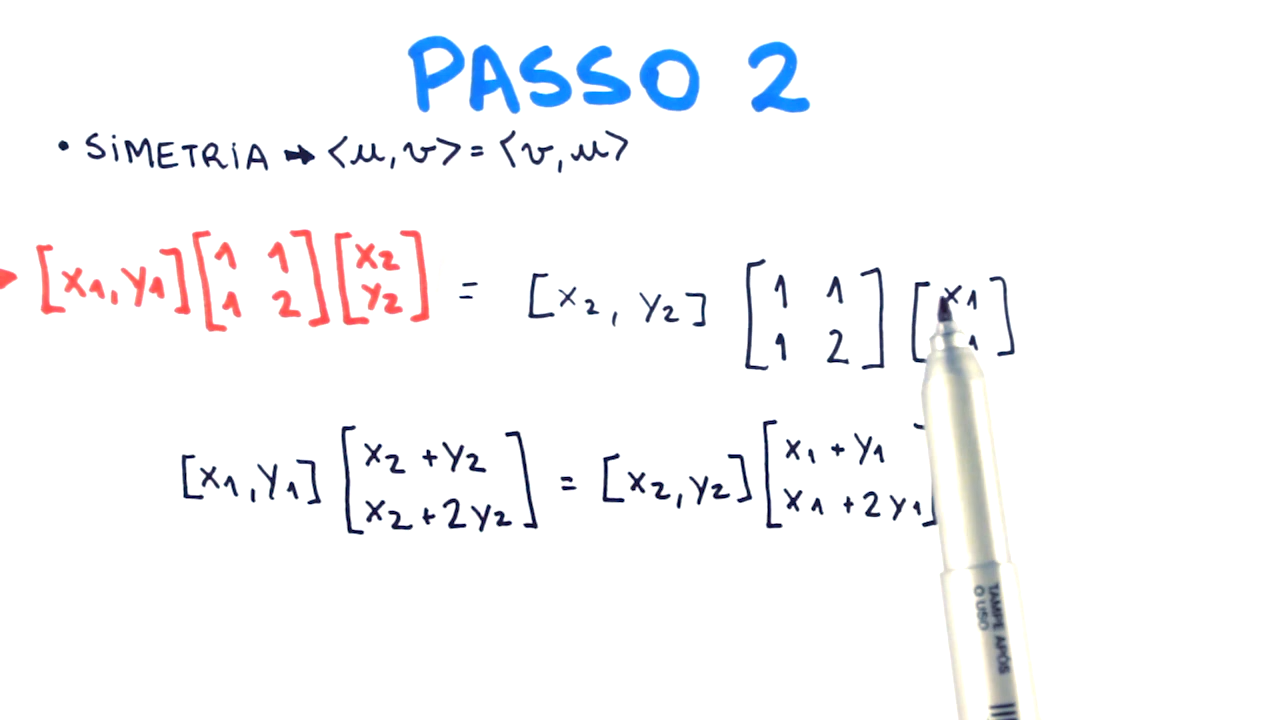 PASSO 2
• SIMETRIA → <u,v> = <v,u>
[x1, y1] [1 1; 1 2] [x2; y2] = [x2, y2] [1 1; 1 2] [x1; 1]
[x1, y1] [x2 + y2; x2 + 2y2] = [x2, y2] [x1 + y1; x1 + 2y1]
TAMPE APÓS
O USO